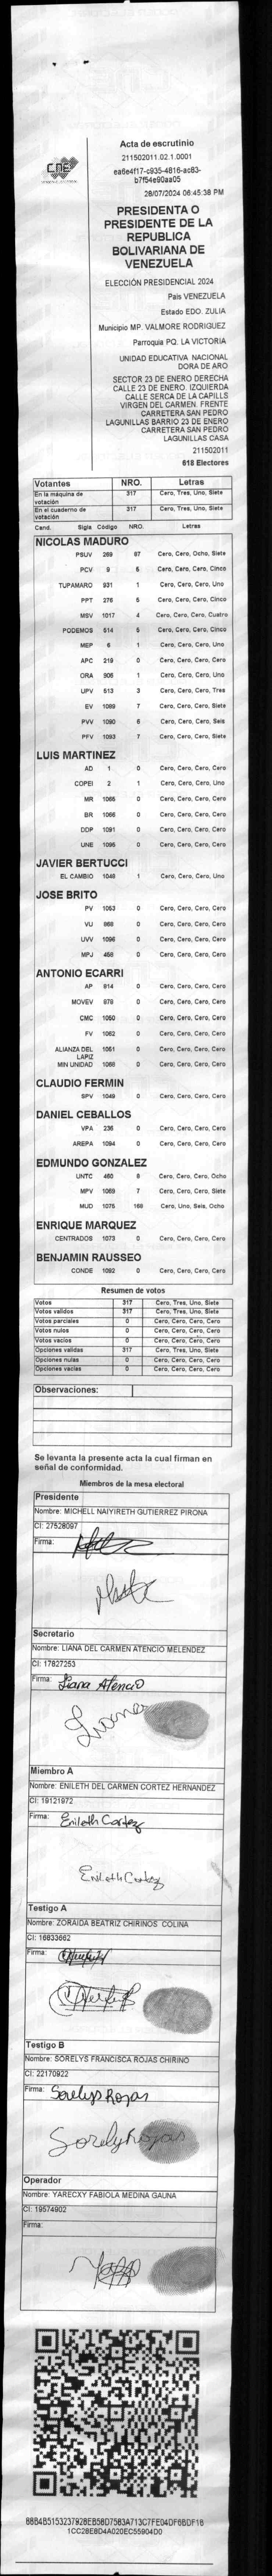 CNE
Acta de escrutinio
211502011.02.1.0001
ea6e4f17-c935-4816-ac83-
b7f54e90aa05
28/07/2024 06:45:38 PM
PRESIDENTA O
PRESIDENTE DE LA
REPUBLICA
BOLIVARIANA DE
VENEZUELA
ELECCIÓN PRESIDENCIAL 2024
País VENEZUELA
Estado EDO. ZULIA
Municipio MP. VALMORE RODRIGUEZ
Parroquia PQ. LA VICTORIA
UNIDAD EDUCATIVA NACIONAL
DORA DE ARO
SECTOR 23 DE ENERO DERECHA
CALLE 23 DE ENERO. IZQUIERDA
CALLE SERCA DE LA CAPILLS
VIRGEN DEL CARMEN. FRENTE
CARRETERA SAN PEDRO
LAGUNILLAS BARRIO 23 DE ENERO
CARRETERA SAN PEDRO
LAGUNILLAS CASA
211502011
618 Electores
Votantes NRO. Letras
En la máquina de votación 317 Cero, Tres, Uno, Siete
En el cuaderno de votación 317 Cero, Tres, Uno, Siete
Cand. Sigla Código NRO. Letras
NICOLAS MADURO
PSUV 269 87 Cero, Cero, Ocho, Siete
PCV 9 5 Cero, Cero, Cero, Cinco
TUPAMARO 931 1 Cero, Cero, Cero, Uno
PPT 276 5 Cero, Cero, Cero, Cinco
MSV 1017 4 Cero, Cero, Cero, Cuatro
PODEMOS 514 5 Cero, Cero, Cero, Cinco
MEP 6 1 Cero, Cero, Cero, Uno
APC 219 0 Cero, Cero, Cero, Cero
ORA 906 1 Cero, Cero, Cero, Uno
UPV 513 3 Cero, Cero, Cero, Tres
EV 1089 7 Cero, Cero, Cero, Siete
PVV 1090 6 Cero, Cero, Cero, Seis
PFV 1093 7 Cero, Cero, Cero, Siete
LUIS MARTINEZ
AD 1 0 Cero, Cero, Cero, Cero
COPEI 2 1 Cero, Cero, Cero, Uno
MR 1065 0 Cero, Cero, Cero, Cero
BR 1066 0 Cero, Cero, Cero, Cero
DDP 1091 0 Cero, Cero, Cero, Cero
UNE 1095 0 Cero, Cero, Cero, Cero
JAVIER BERTUCCI
EL CAMBIO 1048 1 Cero, Cero, Cero, Uno
JOSE BRITO
PV 1053 0 Cero, Cero, Cero, Cero
VU 968 0 Cero, Cero, Cero, Cero
UVV 1096 0 Cero, Cero, Cero, Cero
MPJ 458 0 Cero, Cero, Cero, Cero
ANTONIO ECARRI
AP 814 0 Cero, Cero, Cero, Cero
MOVEV 878 0 Cero, Cero, Cero, Cero
CMC 1050 0 Cero, Cero, Cero, Cero
FV 1062 0 Cero, Cero, Cero, Cero
ALIANZA DEL LAPIZ 1061 0 Cero, Cero, Cero, Cero
MIN UNIDAD 1068 0 Cero, Cero, Cero, Cero
CLAUDIO FERMIN
SPV 1049 0 Cero, Cero, Cero, Cero
DANIEL CEBALLOS
VPA 236 0 Cero, Cero, Cero, Cero
AREPA 1094 0 Cero, Cero, Cero, Cero
EDMUNDO GONZALEZ
UNTC 460 8 Cero, Cero, Cero, Ocho
MPV 1069 7 Cero, Cero, Cero, Siete
MUD 1075 168 Cero, Uno, Seis, Ocho
ENRIQUE MARQUEZ
CENTRADOS 1073 0 Cero, Cero, Cero, Cero
BENJAMIN RAUSSEO
CONDE 1092 0 Cero, Cero, Cero, Cero
Resumen de votos
Votos 317 Cero, Tres, Uno, Siete
Votos validos 317 Cero, Tres, Uno, Siete
Votos parciales 0 Cero, Cero, Cero, Cero
Votos nulos 0 Cero, Cero, Cero, Cero
Votos vacios 0 Cero, Cero, Cero, Cero
Opciones validas 317 Cero, Tres, Uno, Siete
Opciones nulas 0 Cero, Cero, Cero, Cero
Opciones vacias 0 Cero, Cero, Cero, Cero
Observaciones:
Se levanta la presente acta la cual firman en
señal de conformidad.
Miembros de la mesa electoral
Presidente
Nombre: MICHELL NAIYIRETH GUTIERREZ PIRONA
CI: 27528097
Firma:
Secretario
Nombre: LIANA DEL CARMEN ATENCIO MELENDEZ
CI: 17827253
Firma: Liana Atencio
Miembro A
Nombre: ENILETH DEL CARMEN CORTEZ HERNANDEZ
CI: 19121972
Firma: Enileth Cortez
Enileth Cortez
Testigo A
Nombre: ZORAIDA BEATRIZ CHIRINOS COLINA
CI: 16833662
Firma:
Testigo B
Nombre: SORELYS FRANCISCA ROJAS CHIRINO
CI: 22170922
Firma: Sorelys Rojas
Sorelys Rojas
Operador
Nombre: YARECXY FABIOLA MEDINA GAUNA
CI: 19574902
Firma: